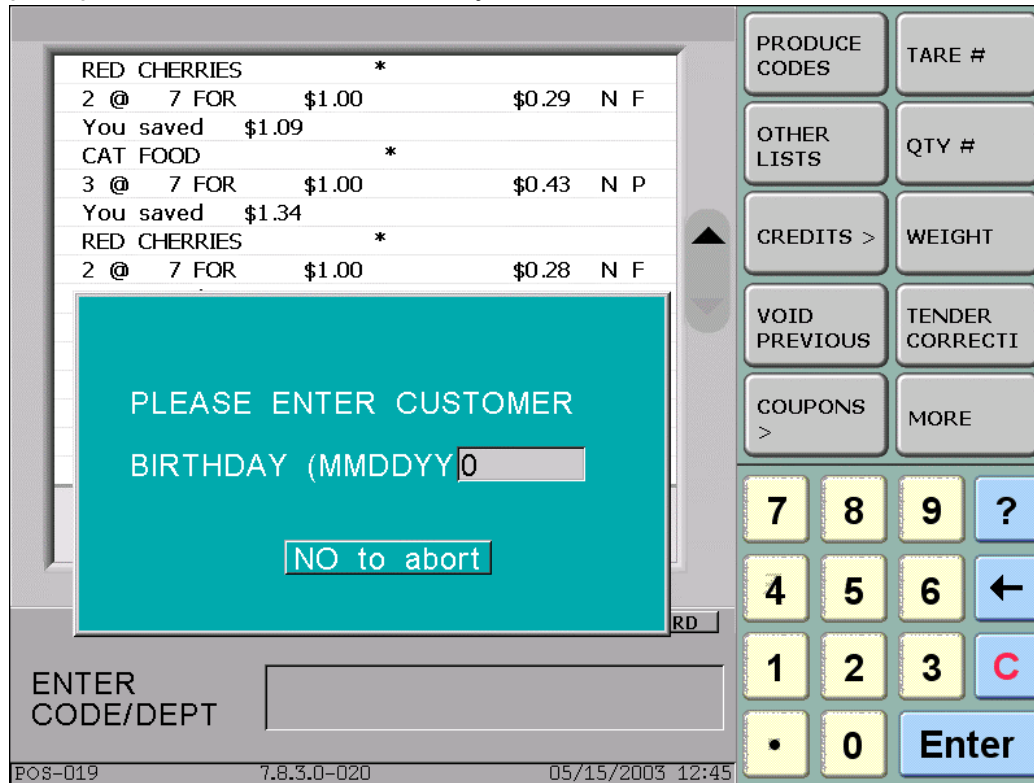 RED CHERRIES *
2 @ 7 FOR $1.00 $0.29 N F
You saved $1.09
CAT FOOD *
3 @ 7 FOR $1.00 $0.43 N P
You saved $1.34
RED CHERRIES *
2 @ 7 FOR $1.00 $0.28 N F
PLEASE ENTER CUSTOMER
BIRTHDAY (MMDDYY 0
NO to abort
RD
ENTER
CODE/DEPT
POS-019 7.8.3.0-020 05/15/2003 12:45
PRODUCE
CODES
TARE #
OTHER
LISTS
QTY #
CREDITS >
WEIGHT
VOID
PREVIOUS
TENDER
CORRECTI
COUPONS
>
MORE
7 8 9 ?
4 5 6 ←
1 2 3 C
. 0 Enter